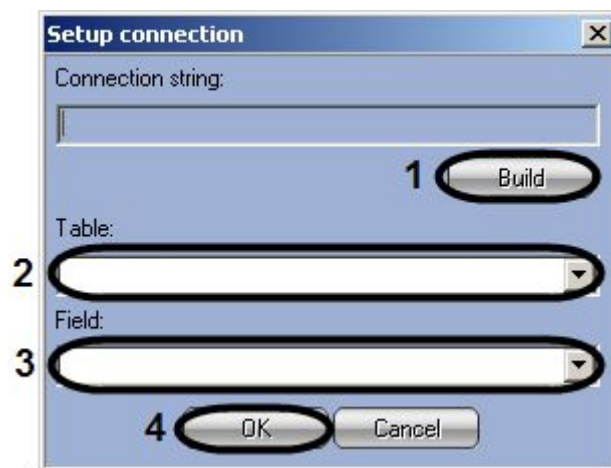 Setup connection
Connection string:
1 Build
Table:
2
Field:
3
4 OK Cancel